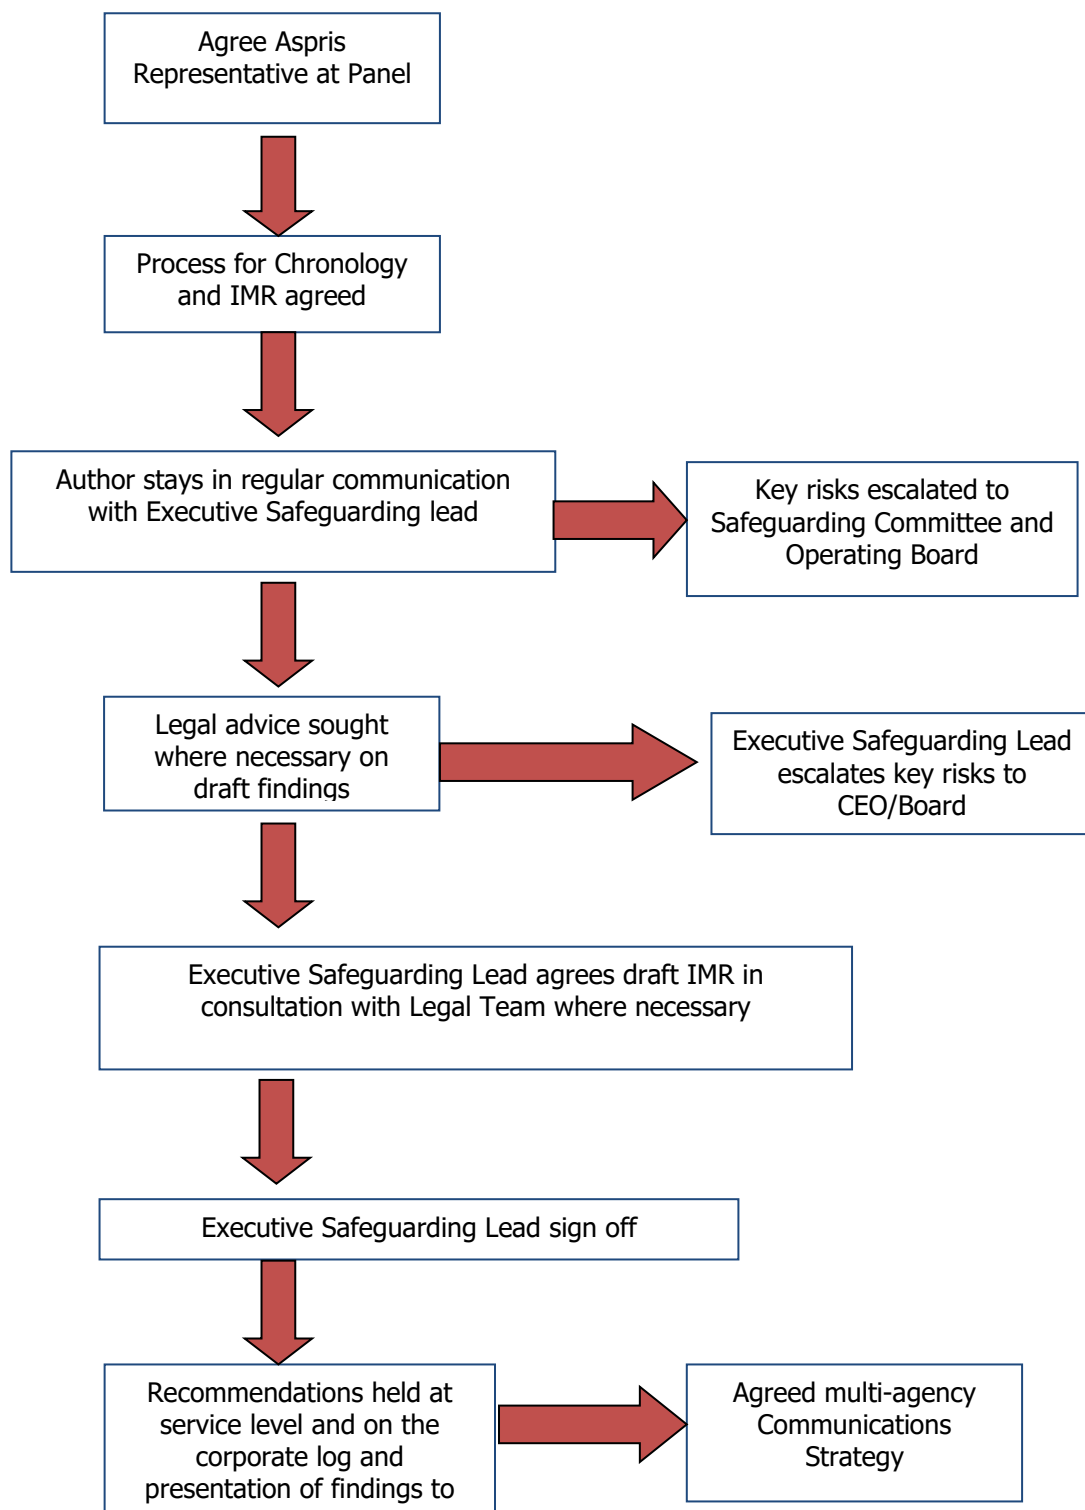 Agree Aspris
Representative at Panel
Process for Chronology
and IMR agreed
Author stays in regular communication
with Executive Safeguarding lead
Key risks escalated to
Safeguarding Committee and
Operating Board
Legal advice sought
where necessary on
draft findings
Executive Safeguarding Lead
escalates key risks to
CEO/Board
Executive Safeguarding Lead agrees draft IMR in
consultation with Legal Team where necessary
Executive Safeguarding Lead sign off
Recommendations held at
service level and on the
corporate log and
presentation of findings to
Agreed multi-agency
Communications
Strategy